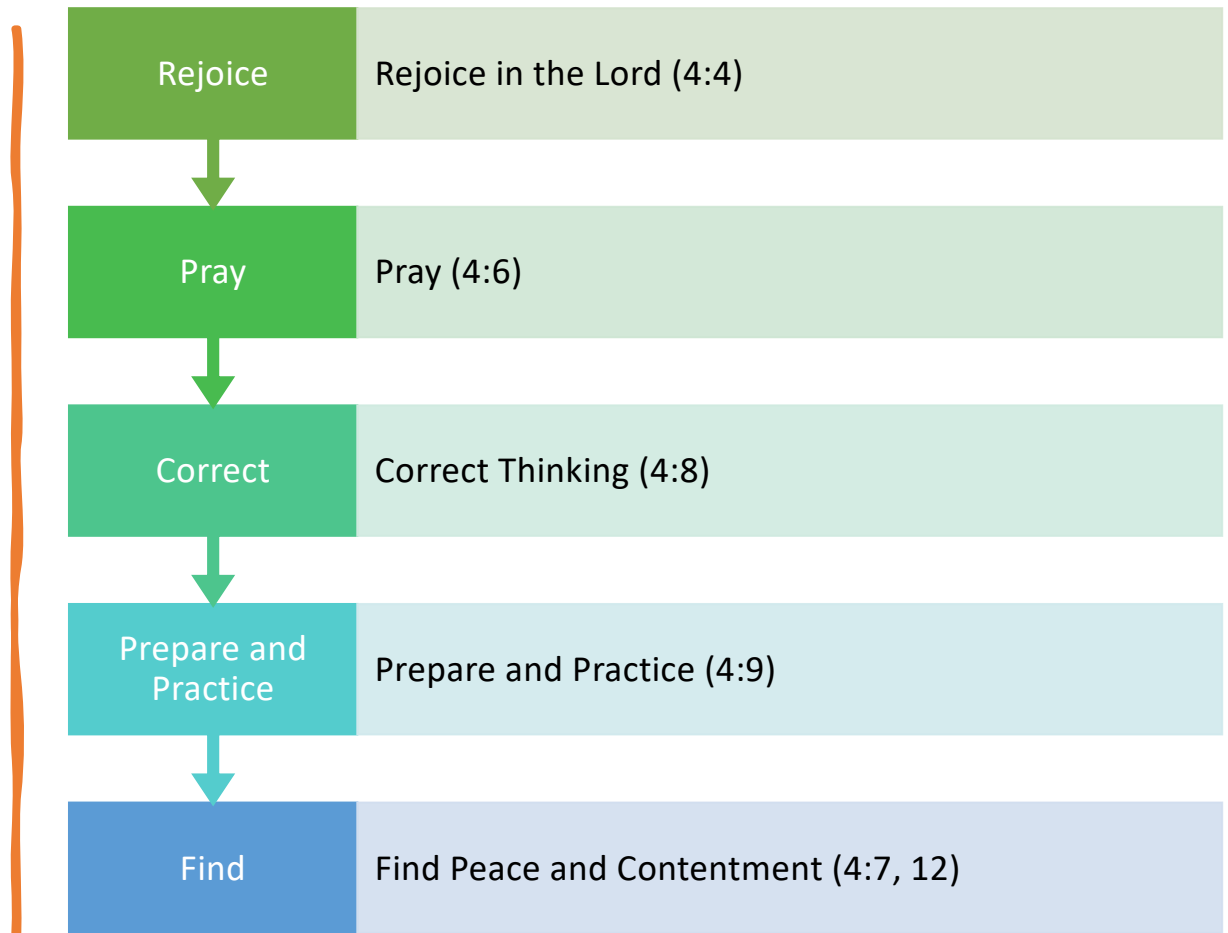 Rejoice
Rejoice in the Lord (4:4)
Pray
Pray (4:6)
Correct
Correct Thinking (4:8)
Prepare and
Practice
Prepare and Practice (4:9)
Find
Find Peace and Contentment (4:7, 12)